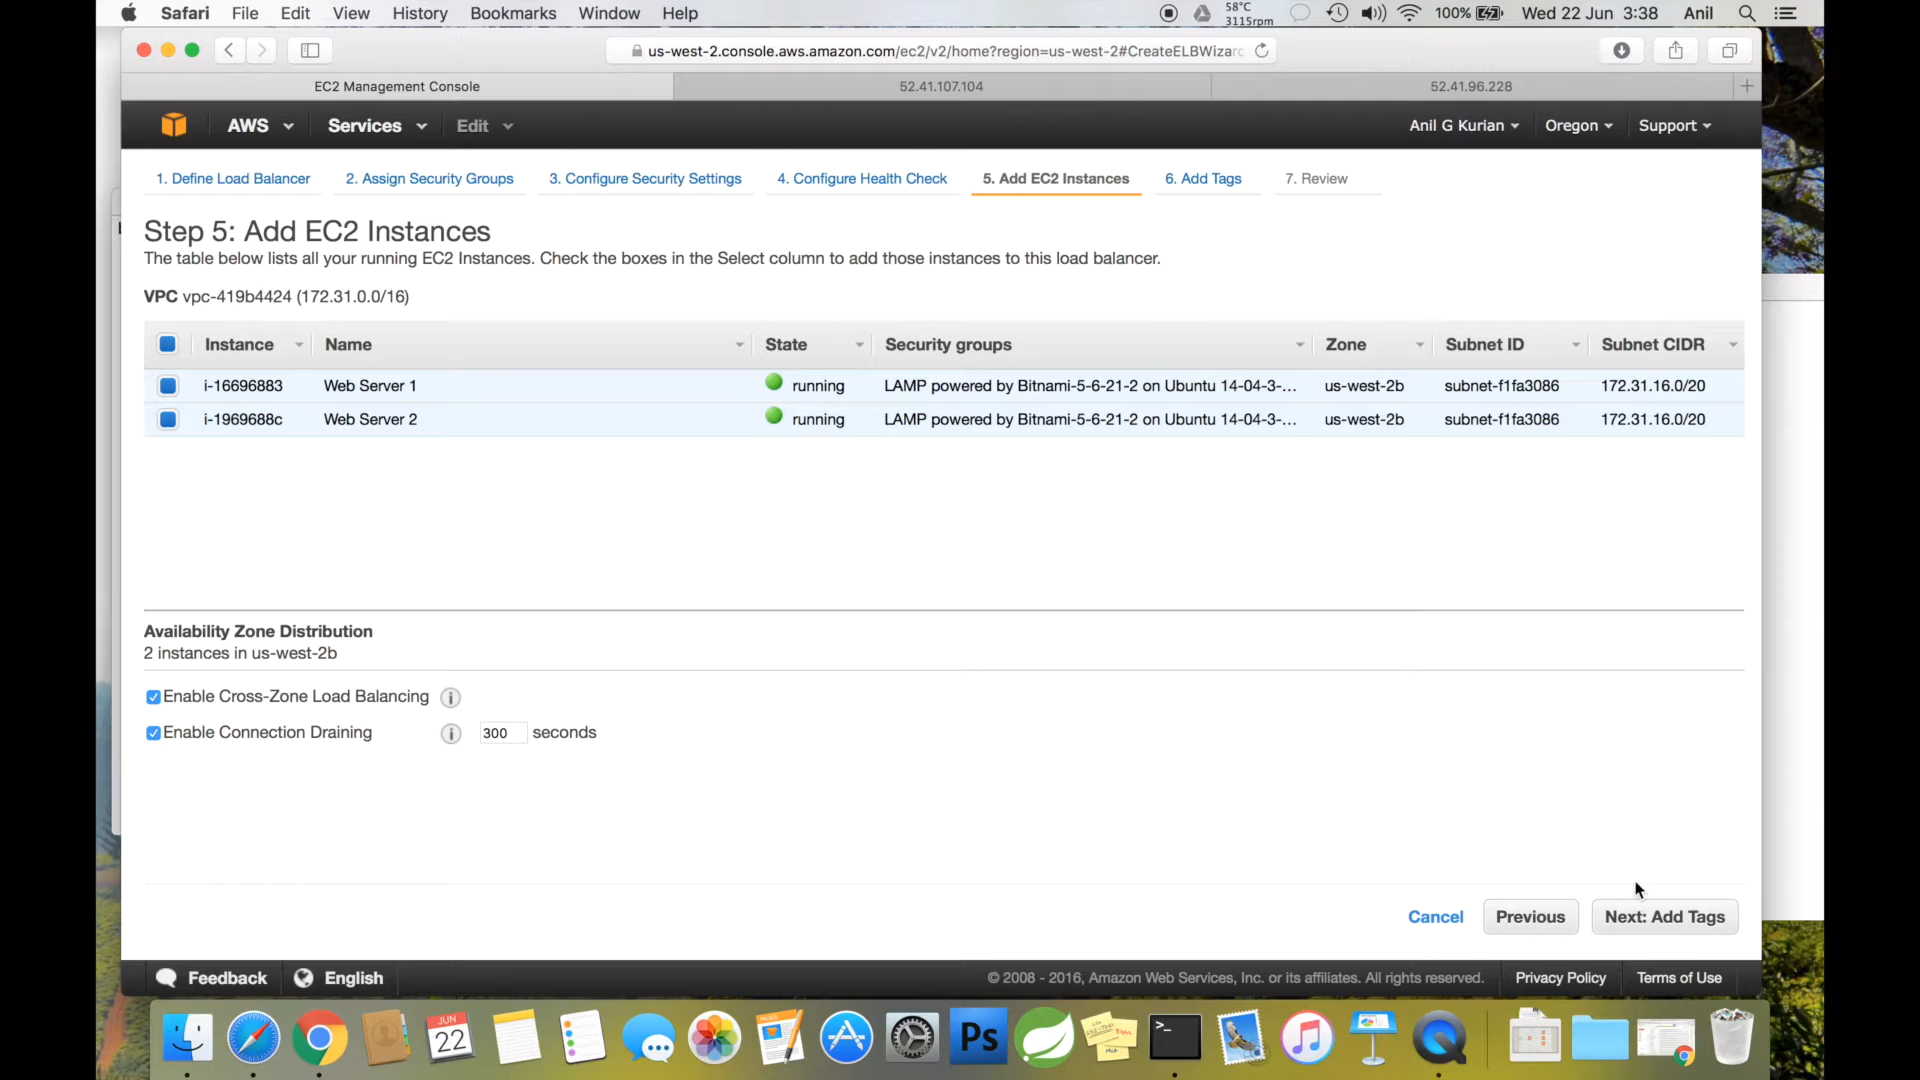 Safari File Edit View History Bookmarks Window Help 58°C 3115rpm 100% Wed 22 Jun 3:38 Anil
us-west-2.console.aws.amazon.com/ec2/v2/home?region=us-west-2#CreateELBWizard
EC2 Management Console 52.41.107.104 52.41.96.228
AWS Services Edit Anil G Kurian Oregon Support
1. Define Load Balancer 2. Assign Security Groups 3. Configure Security Settings 4. Configure Health Check 5. Add EC2 Instances 6. Add Tags 7. Review
Step 5: Add EC2 Instances
The table below lists all your running EC2 Instances. Check the boxes in the Select column to add those instances to this load balancer.
VPC vpc-419b4424 (172.31.0.0/16)
Instance Name State Security groups Zone Subnet ID Subnet CIDR
i-16696883 Web Server 1 running LAMP powered by Bitnami-5-6-21-2 on Ubuntu 14-04-3-... us-west-2b subnet-f1fa3086 172.31.16.0/20
i-1969688c Web Server 2 running LAMP powered by Bitnami-5-6-21-2 on Ubuntu 14-04-3-... us-west-2b subnet-f1fa3086 172.31.16.0/20
Availability Zone Distribution
2 instances in us-west-2b
Enable Cross-Zone Load Balancing i
Enable Connection Draining i 300 seconds
Cancel Previous Next: Add Tags
Feedback English © 2008 - 2016, Amazon Web Services, Inc. or its affiliates. All rights reserved. Privacy Policy Terms of Use
JUN
22
Ps